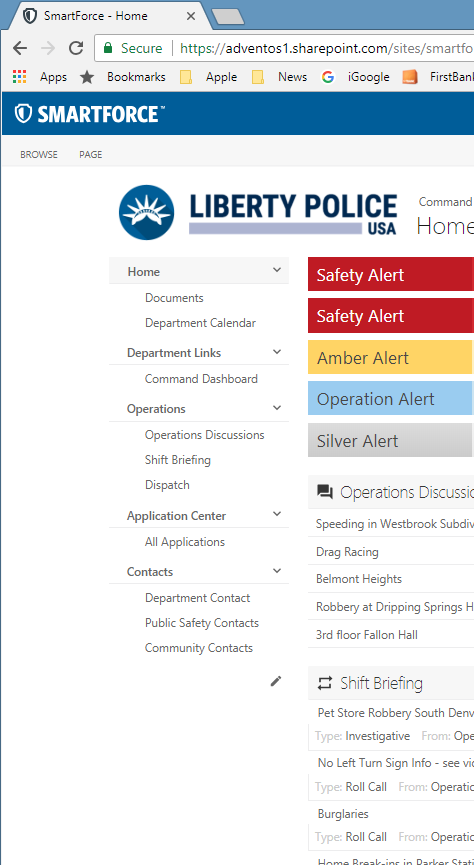 SmartForce - Home
Secure https://adventos1.sharepoint.com/sites/smartfo
Apps Bookmarks Apple News iGoogle FirstBank
SMARTFORCE™
BROWSE PAGE
LIBERTY POLICE
USA
Command
Home
Home
Documents
Department Calendar
Department Links
Command Dashboard
Operations
Operations Discussions
Shift Briefing
Dispatch
Application Center
All Applications
Contacts
Department Contact
Public Safety Contacts
Community Contacts
Safety Alert
Safety Alert
Amber Alert
Operation Alert
Silver Alert
Operations Discussio
Speeding in Westbrook Subdiv
Drag Racing
Belmont Heights
Robbery at Dripping Springs H
3rd floor Fallon Hall
Shift Briefing
Pet Store Robbery South Denv
Type: Investigative From: Ope
No Left Turn Sign Info - see vic
Type: Roll Call From: Operatio
Burglaries
Type: Roll Call From: Operatio
Home Break-ins in Parker Stati